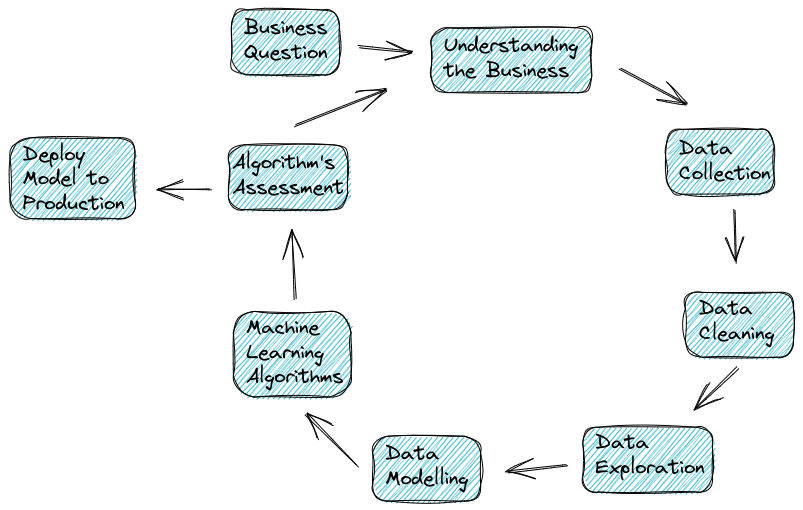 Business
Question
Understanding
the Business
Data
Collection
Data
Cleaning
Data
Exploration
Data
Modelling
Machine
Learning
Algorithms
Algorithm's
Assessment
Deploy
Model to
Production